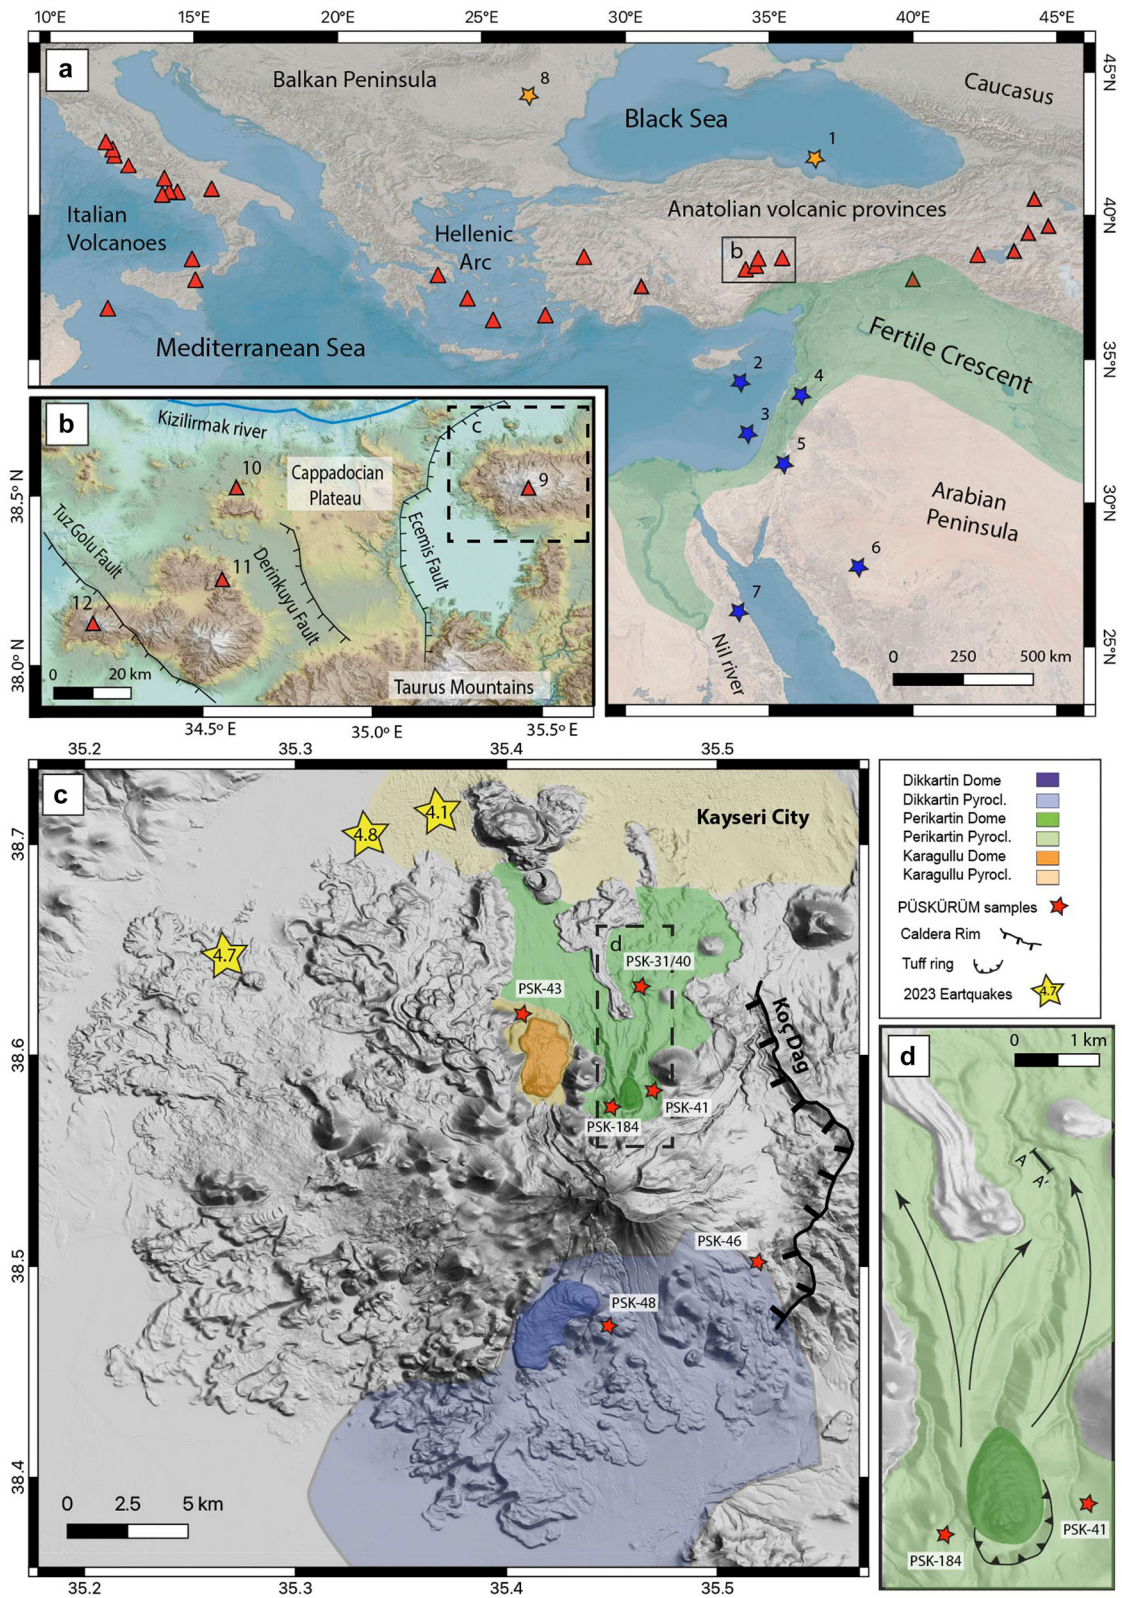 10°E 15°E 20°E 25°E 30°E 35°E 40°E 45°E
a
Balkan Peninsula
8
Caucasus
45°N
Black Sea
1
Italian
Volcanoes
Anatolian volcanic provinces
40°N
Hellenic
Arc
b
Mediterranean Sea
Fertile Crescent
35°N
2
4
3
5
Arabian
Peninsula
30°N
6
7
Nil river
25°N
0 250 500 km
b
Kizilirmak river
c
10
Cappadocian
Plateau
9
38.5°N
Tuz Golu Fault
Ecemis Fault
Derinkuyu Fault
11
12
38.0°N
0 20 km
Taurus Mountains
34.5° E 35.0° E 35.5° E
35.2 35.3 35.4 35.5
c
4.1
4.8
Kayseri City
38.7
4.7
d
PSK-31/40
PSK-43
Koç Dag
38.6
PSK-41
PSK-184
PSK-46
38.5
PSK-48
38.4
0 2.5 5 km
35.2 35.3 35.4 35.5
Dikkartin Dome
Dikkartin Pyrocl.
Perikartin Dome
Perikartin Pyrocl.
Karagullu Dome
Karagullu Pyrocl.
PÜSKÜRÜM samples
Caldera Rim
Tuff ring
2023 Eartquakes 4.7
d
0 1 km
A
A'
PSK-41
PSK-184